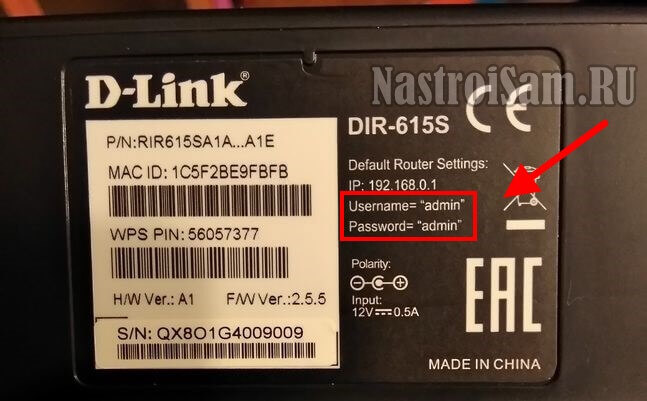 NastroiSam.RU
D-Link®
P/N:RIR615SA1A...A1E
MAC ID: 1C5F2BE9FBFB
WPS PIN: 56057377
H/W Ver.: A1 F/W Ver.:2.5.5
S/N: QX8O1G4009009
DIR-615S
CE
Default Router Settings:
IP: 192.168.0.1
Username= “admin”
Password= “admin”
Polarity:
Input:
12V⎓0.5A
EAC
MADE IN CHINA